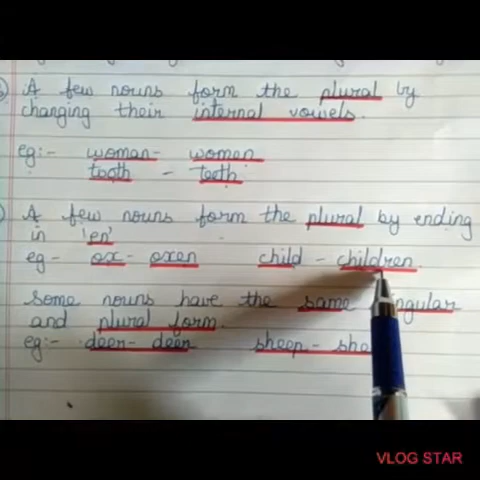 A few nouns form the plural by
changing their internal vowels.
eg:- woman - women
tooth - teeth
A few nouns form the plural by ending
in 'en'
eg - ox - oxen child - children
Some nouns have the same
and plural form.
eg:- deer - deer sheep -
VLOG STAR